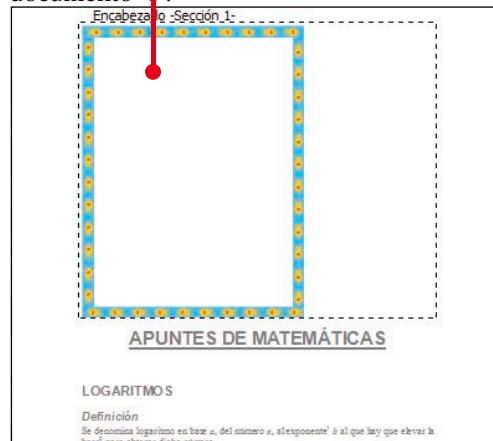 documento
Encabezado -Sección 1-
APUNTES DE MATEMÁTICAS
LOGARITMOS
Definición
Se denomina logaritmo en base a, del número x, al exponente b al que hay que elevar la